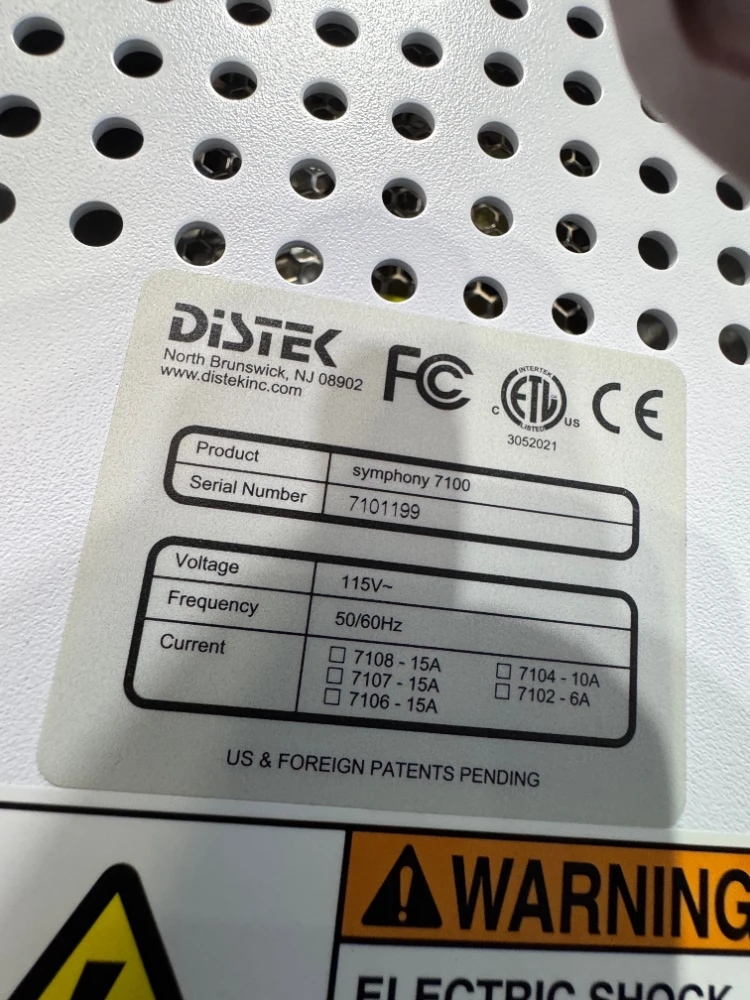 DiSTEK
North Brunswick, NJ 08902
www.distekinc.com
FC
INTERTEK
ETL
LISTED
C US
3052021
CE
Product symphony 7100
Serial Number 7101199
Voltage 115V~
Frequency 50/60Hz
Current
☐ 7108 - 15A ☐ 7104 - 10A
☐ 7107 - 15A ☐ 7102 - 6A
☐ 7106 - 15A
US & FOREIGN PATENTS PENDING
WARNING
ELECTRIC SHOCK